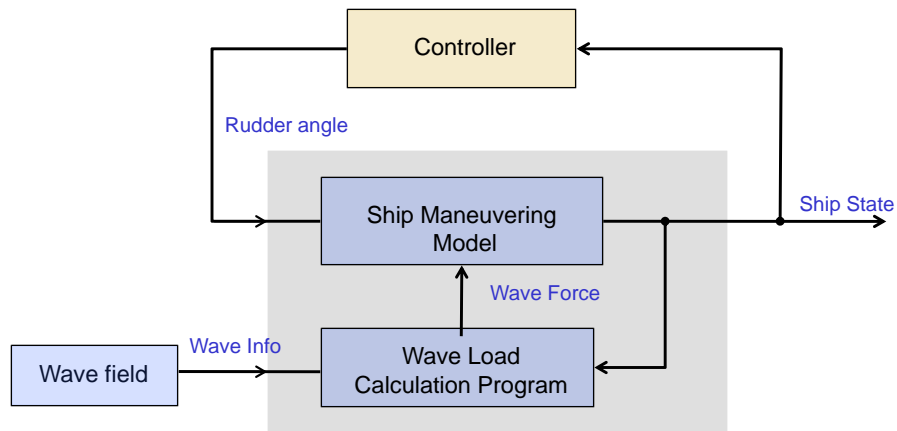 Controller
Rudder angle
Ship Maneuvering
Model
Ship State
Wave Force
Wave Info
Wave field
Wave Load
Calculation Program